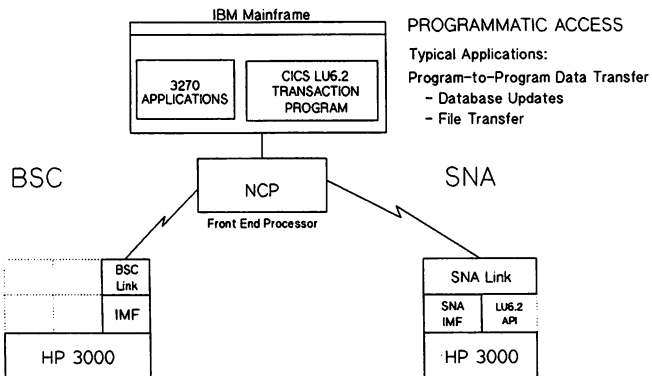 IBM Mainframe
PROGRAMMATIC ACCESS
Typical Applications:
Program-to-Program Data Transfer
- Database Updates
- File Transfer
3270
APPLICATIONS
CICS LU6.2
TRANSACTION
PROGRAM
BSC
NCP
SNA
Front End Processor
BSC
Link
IMF
HP 3000
SNA Link
SNA
IMF
LU6.2
API
HP 3000